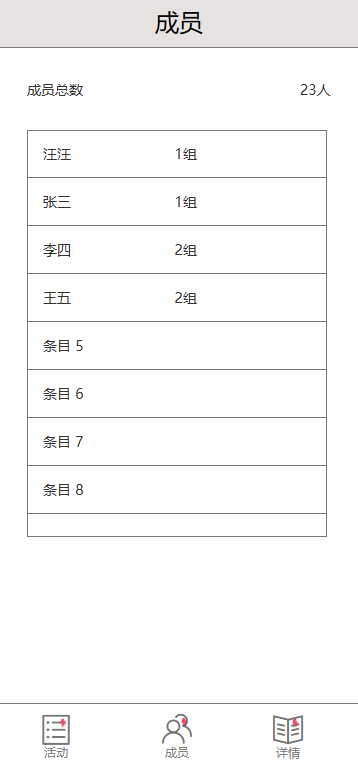 成员
成员总数 23人
汪汪 1组
张三 1组
李四 2组
王五 2组
条目 5
条目 6
条目 7
条目 8
活动 成员 详情